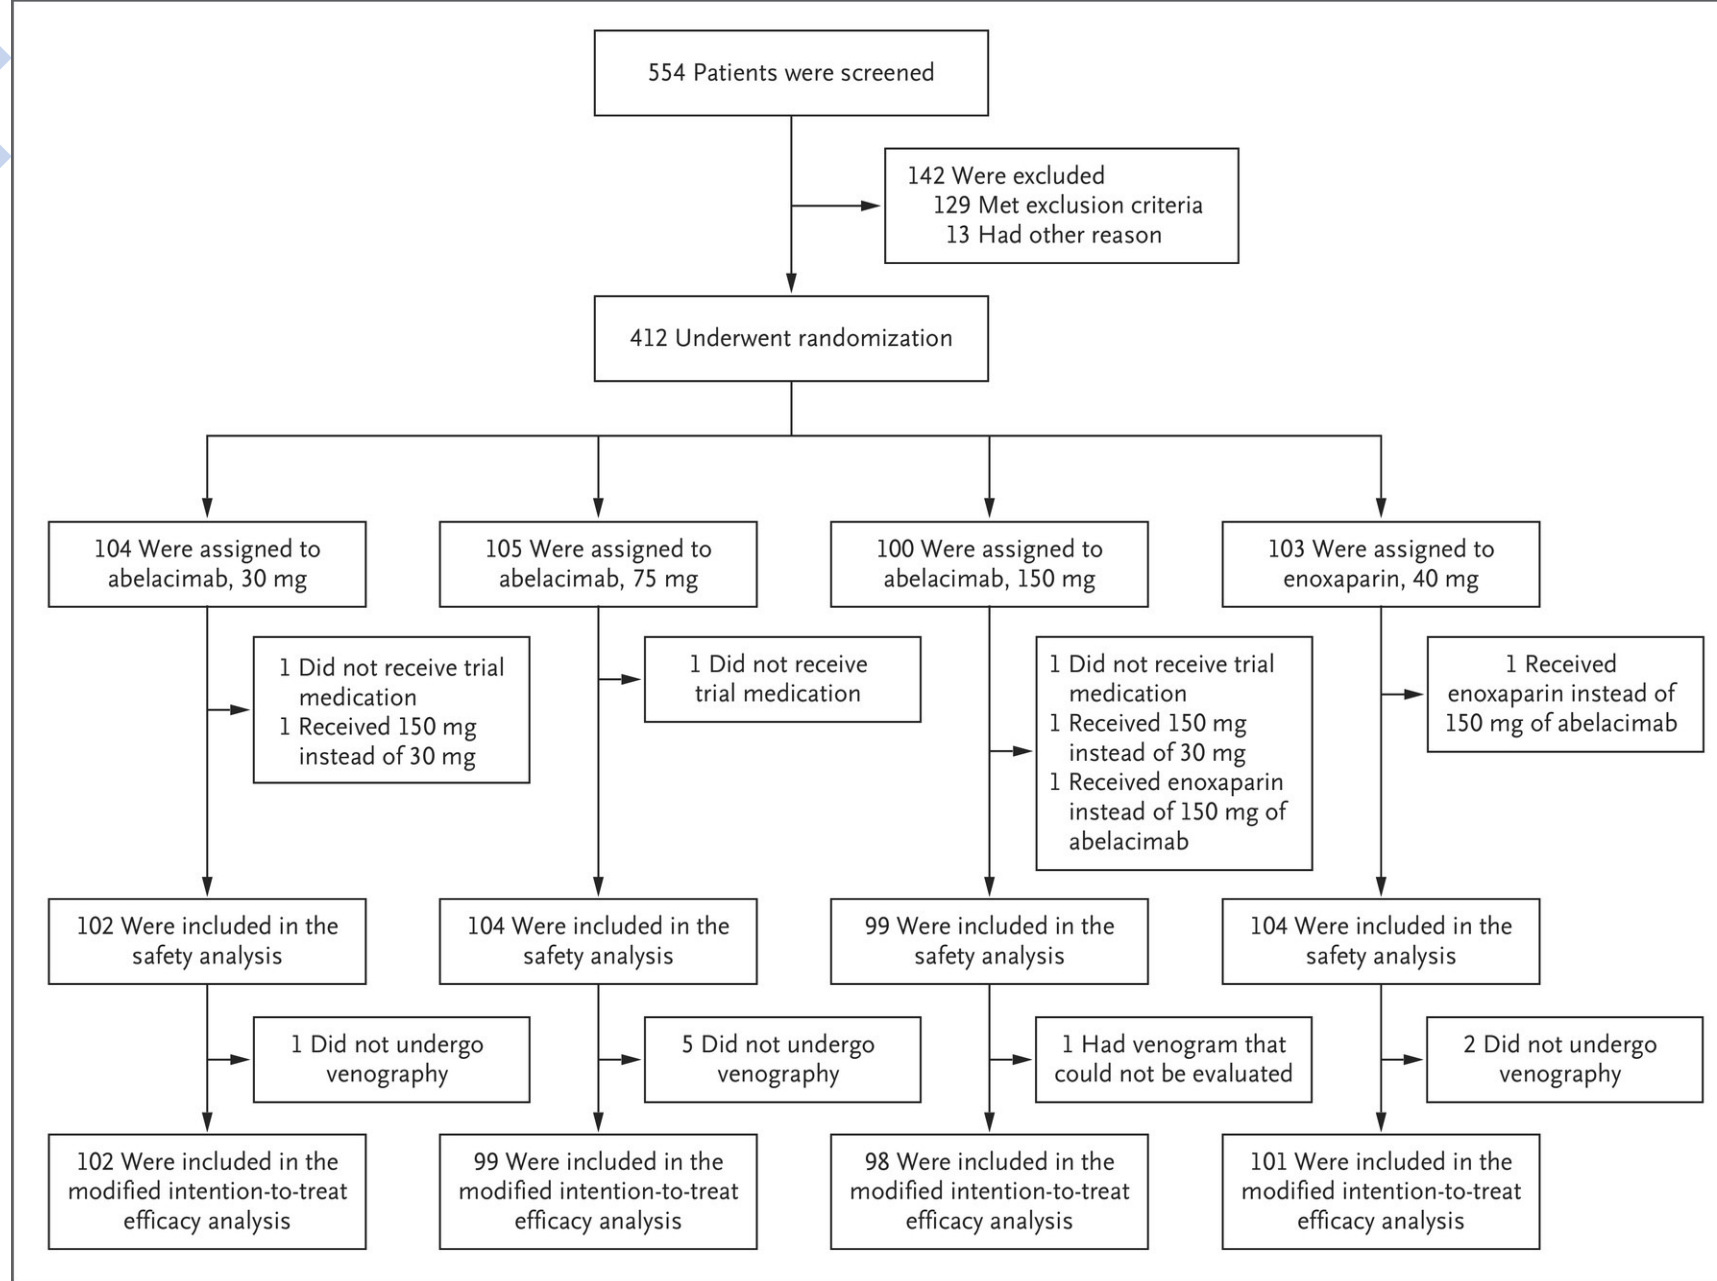 554 Patients were screened
142 Were excluded
129 Met exclusion criteria
13 Had other reason
412 Underwent randomization
104 Were assigned to
abelacimab, 30 mg
105 Were assigned to
abelacimab, 75 mg
100 Were assigned to
abelacimab, 150 mg
103 Were assigned to
enoxaparin, 40 mg
1 Did not receive trial
medication
1 Received 150 mg
instead of 30 mg
1 Did not receive
trial medication
1 Did not receive trial
medication
1 Received 150 mg
instead of 30 mg
1 Received enoxaparin
instead of 150 mg of
abelacimab
1 Received
enoxaparin instead of
150 mg of abelacimab
102 Were included in the
safety analysis
104 Were included in the
safety analysis
99 Were included in the
safety analysis
104 Were included in the
safety analysis
1 Did not undergo
venography
5 Did not undergo
venography
1 Had venogram that
could not be evaluated
2 Did not undergo
venography
102 Were included in the
modified intention-to-treat
efficacy analysis
99 Were included in the
modified intention-to-treat
efficacy analysis
98 Were included in the
modified intention-to-treat
efficacy analysis
101 Were included in the
modified intention-to-treat
efficacy analysis